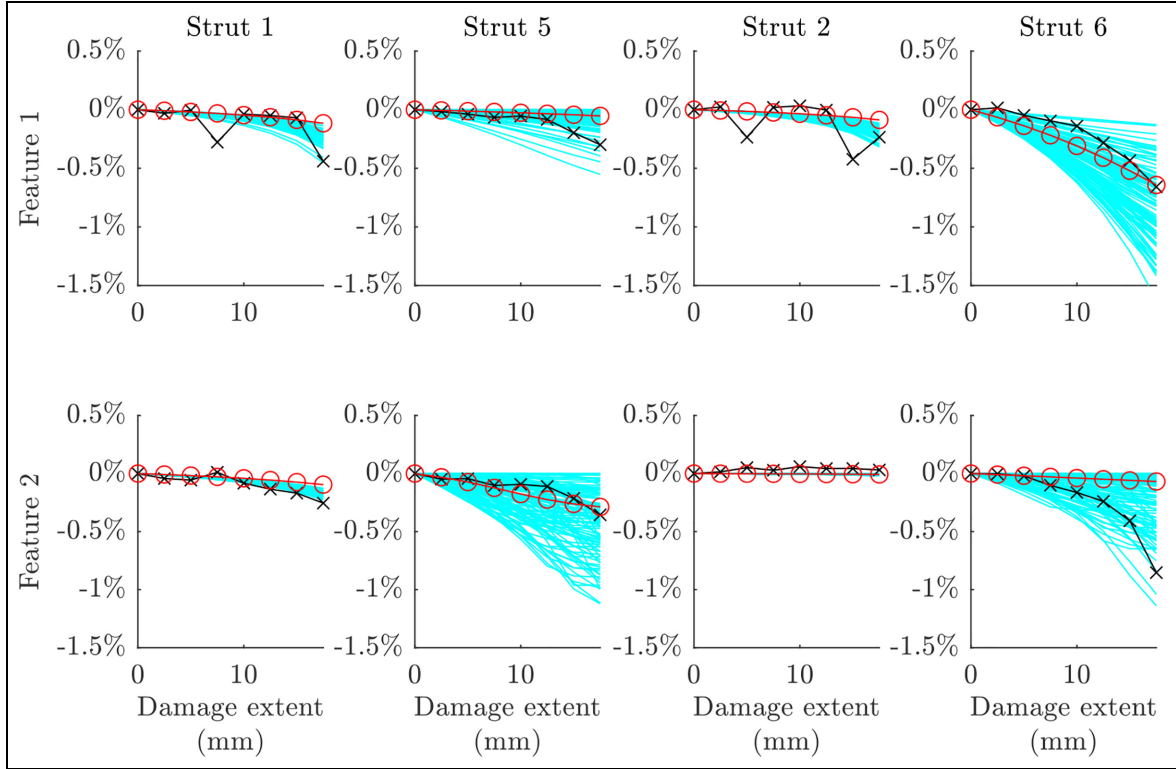 Strut 1 Strut 5 Strut 2 Strut 6
0.5% 0.5% 0.5% 0.5%
0% 0% 0% 0%
-0.5% -0.5% -0.5% -0.5%
-1% -1% -1% -1%
-1.5% -1.5% -1.5% -1.5%
Feature 1
0 10 0 10 0 10 0 10
0.5% 0.5% 0.5% 0.5%
0% 0% 0% 0%
-0.5% -0.5% -0.5% -0.5%
-1% -1% -1% -1%
-1.5% -1.5% -1.5% -1.5%
Feature 2
0 10 0 10 0 10 0 10
Damage extent Damage extent Damage extent Damage extent
(mm) (mm) (mm) (mm)